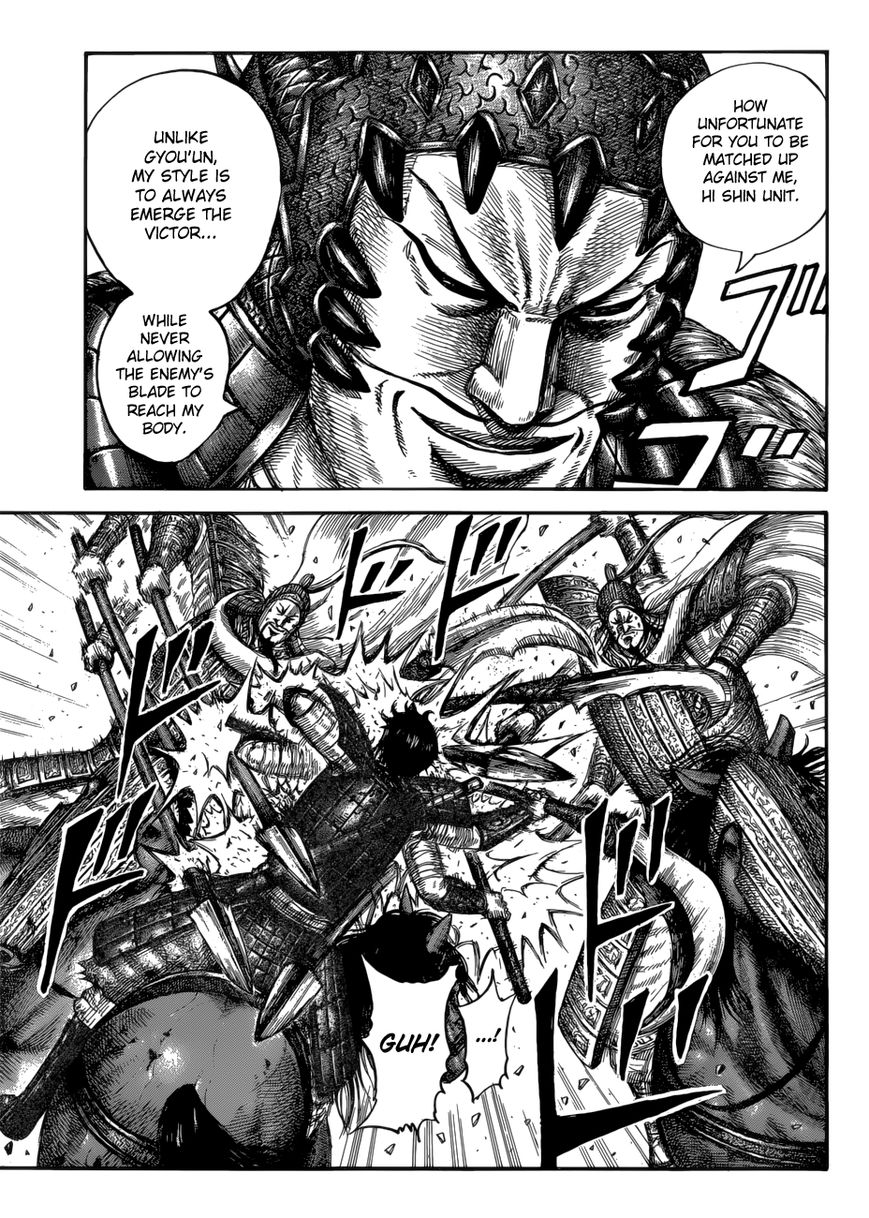 HOW
UNFORTUNATE
FOR YOU TO BE
MATCHED UP
AGAINST ME,
HI SHIN UNIT.
UNLIKE
GYOU'UN,
MY STYLE IS
TO ALWAYS
EMERGE THE
VICTOR...
WHILE
NEVER
ALLOWING
THE ENEMY'S
BLADE TO
REACH MY
BODY.
ゴ
ゴ
ド
ド
ド
ド
ド
ド
...!
GUH!